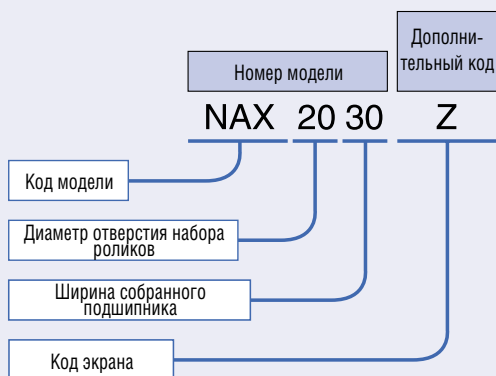 Дополни-
тельный код
Номер модели
NAX 20 30 Z
Код модели
Диаметр отверстия набора
роликов
Ширина собранного
подшипника
Код экрана